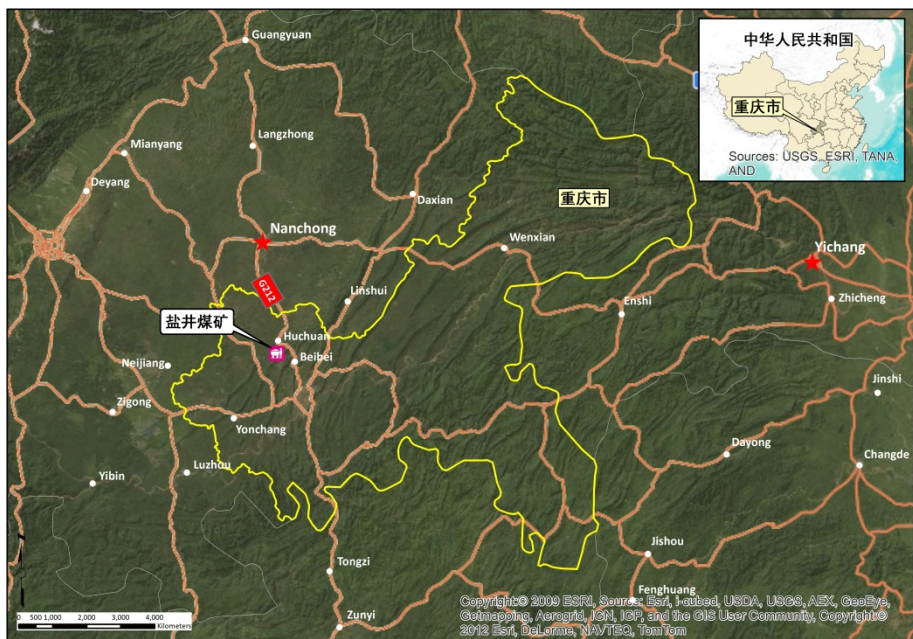 Guangyuan
中华人民共和国
重庆市
Sources: USGS, ESRI, TANA,
AND
Mianyang
Langzhong
Deyang
Daxian
重庆市
Nanchong
Wenxian
Yichang
G212
Linshui
Enshi
Zhicheng
盐井煤矿
Huchuan
Neijiang
Beibei
Jinshi
Zigong
Yonchang
Dayong
Changde
Luzhou
Yibin
Jishou
Tongzi
Fenghuang
Zunyi
0 500 1,000 2,000 3,000 4,000
Kilometers
Copyright:© 2009 ESRI, Source: Esri, i-cubed, USDA, USGS, AEX, GeoEye,
Getmapping, Aerogrid, IGN, IGP, and the GIS User Community, Copyright:©
2012 Esri, DeLorme, NAVTEQ, TomTom